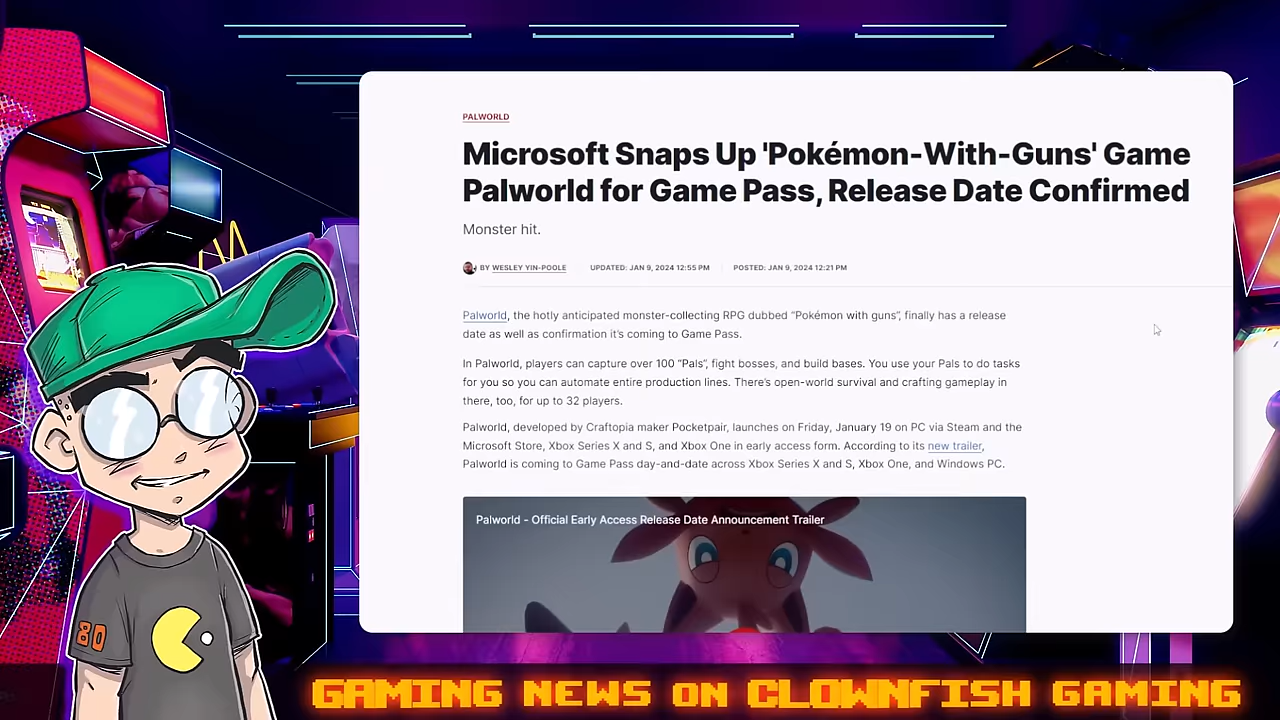 PALWORLD
Microsoft Snaps Up 'Pokémon-With-Guns' Game
Palworld for Game Pass, Release Date Confirmed
Monster hit.
BY WESLEY YIN-POOLE UPDATED: JAN 9, 2024 12:55 PM POSTED: JAN 9, 2024 12:21 PM
Palworld, the hotly anticipated monster-collecting RPG dubbed “Pokémon with guns”, finally has a release
date as well as confirmation it’s coming to Game Pass.
In Palworld, players can capture over 100 “Pals”, fight bosses, and build bases. You use your Pals to do tasks
for you so you can automate entire production lines. There’s open-world survival and crafting gameplay in
there, too, for up to 32 players.
Palworld, developed by Craftopia maker Pocketpair, launches on Friday, January 19 on PC via Steam and the
Microsoft Store, Xbox Series X and S, and Xbox One in early access form. According to its new trailer,
Palworld is coming to Game Pass day-and-date across Xbox Series X and S, Xbox One, and Windows PC.
Palworld - Official Early Access Release Date Announcement Trailer
80
GAMING NEWS ON CLOWNFISH GAMING